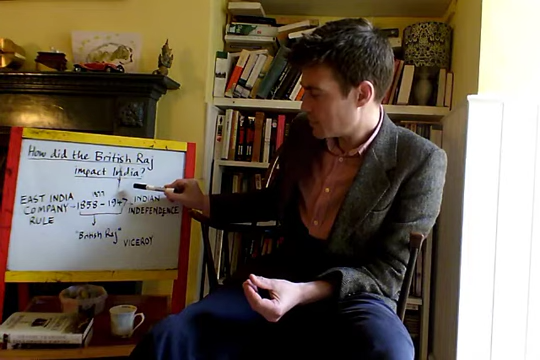 How did the British Raj
impact India?
EAST INDIA
COMPANY
RULE
1858 - 1947
INDIAN
INDEPENDENCE
"British Raj"
VICEROY